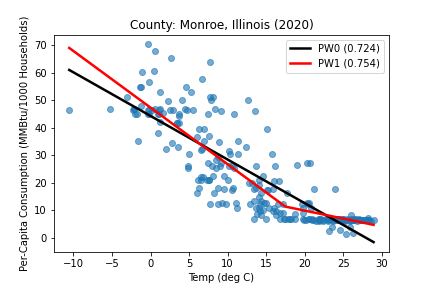 County: Monroe, Illinois (2020)
PW0 (0.724)
PW1 (0.754)
Per-Capita Consumption (MMBtu/1000 Households)
70
60
50
40
30
20
10
0
−10 −5 0 5 10 15 20 25 30
Temp (deg C)